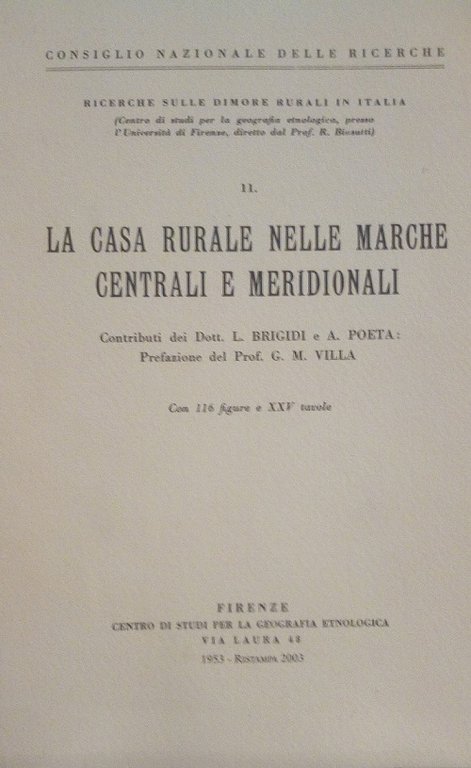 CONSIGLIO NAZIONALE DELLE RICERCHE
RICERCHE SULLE DIMORE RURALI IN ITALIA
(Centro di studi per la geografia etnologica, presso
l'Università di Firenze, diretto dal Prof. R. Biasutti)
11.
LA CASA RURALE NELLE MARCHE
CENTRALI E MERIDIONALI
Contributi dei Dott. L. BRIGIDI e A. POETA:
Prefazione del Prof. G. M. VILLA
Con 116 figure e XXV tavole
FIRENZE
CENTRO DI STUDI PER LA GEOGRAFIA ETNOLOGICA
VIA LAURA 48
1953 - RISTAMPA 2003